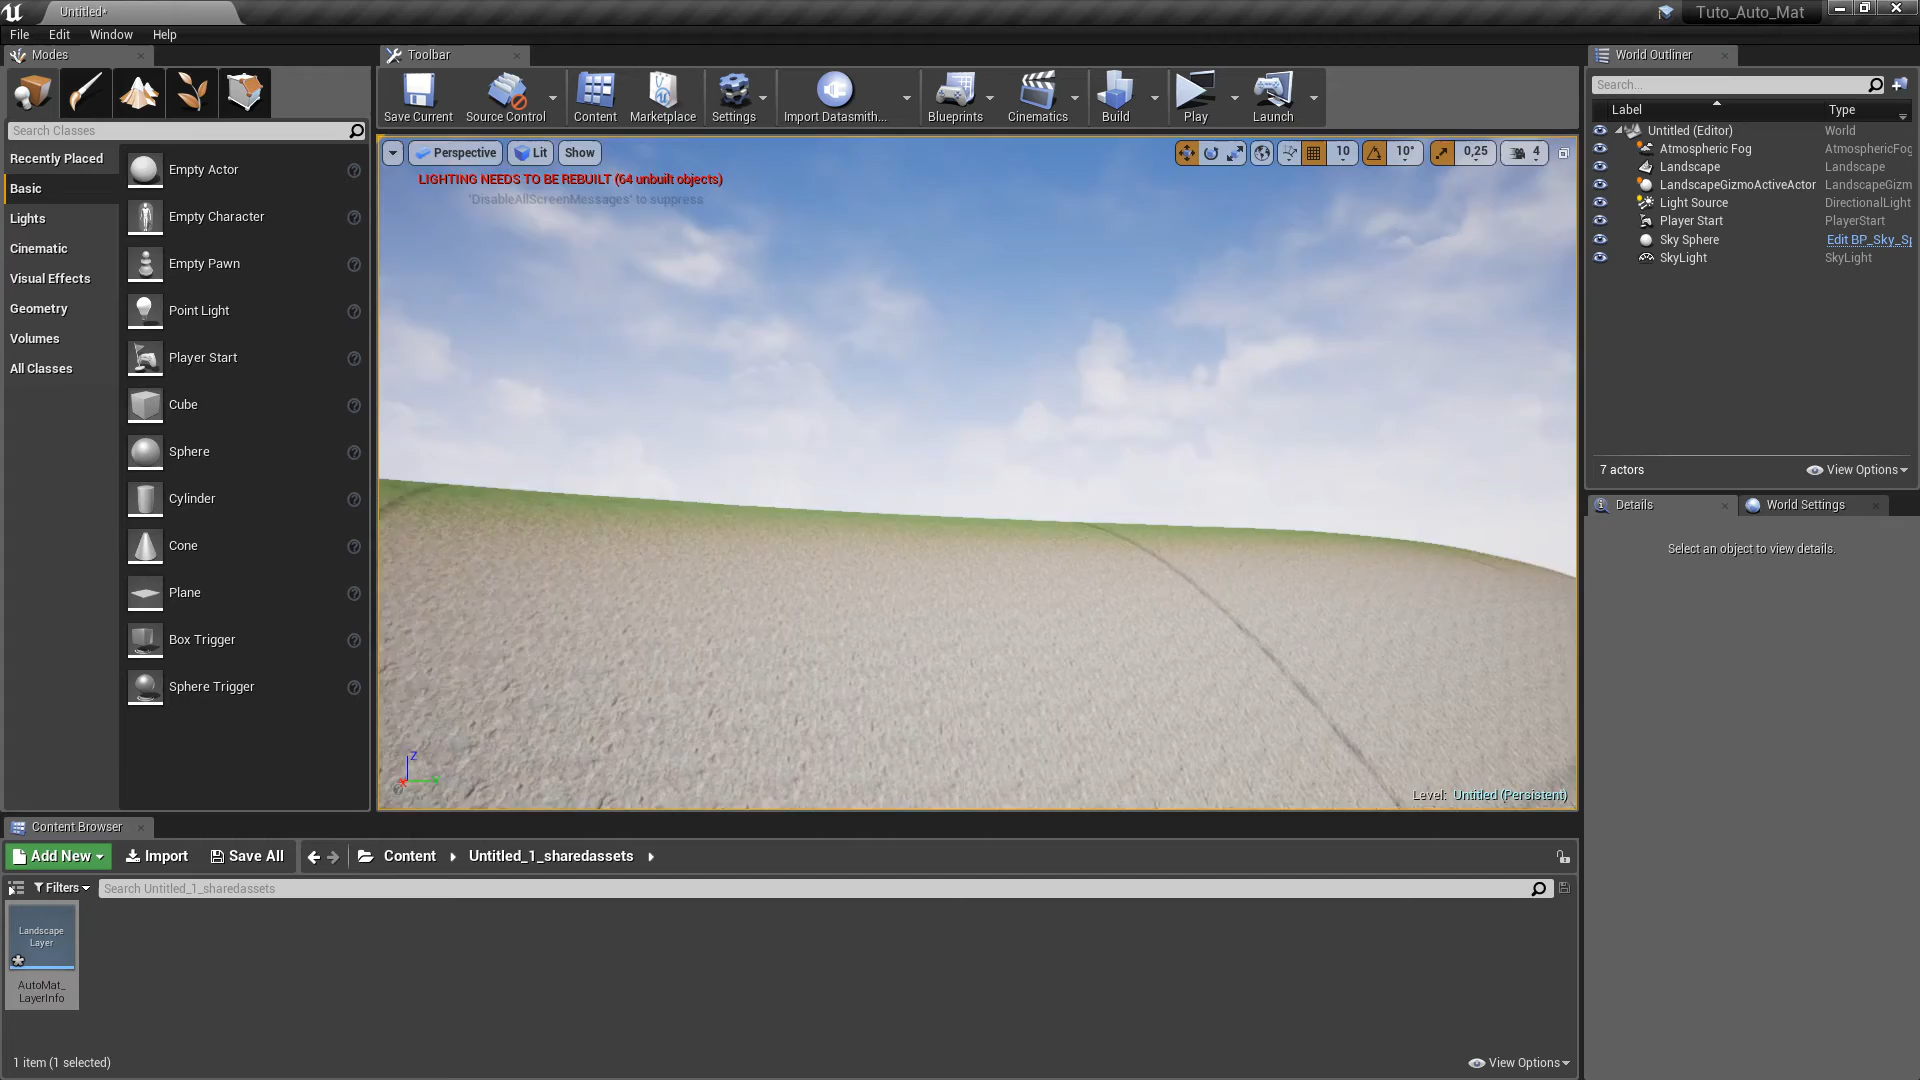 Untitled*
Tuto_Auto_Mat
File Edit Window Help
Modes
Toolbar
World Outliner
Save Current
Source Control
Content
Marketplace
Settings
Import Datasmith...
Blueprints
Cinematics
Build
Play
Launch
Search Classes
Recently Placed
Basic
Lights
Cinematic
Visual Effects
Geometry
Volumes
All Classes
Empty Actor
Empty Character
Empty Pawn
Point Light
Player Start
Cube
Sphere
Cylinder
Cone
Plane
Box Trigger
Sphere Trigger
Perspective
Lit
Show
10
10°
0,25
4
LIGHTING NEEDS TO BE REBUILT (64 unbuilt objects)
'DisableAllScreenMessages' to suppress
Z
Level: Untitled (Persistent)
Search...
Label Type
Untitled (Editor) World
Atmospheric Fog AtmosphericFog
Landscape Landscape
LandscapeGizmoActiveActor LandscapeGizm
Light Source DirectionalLight
Player Start PlayerStart
Sky Sphere Edit BP_Sky_Sp
SkyLight SkyLight
7 actors
View Options
Details
World Settings
Select an object to view details.
Content Browser
Add New
Import
Save All
Content
Untitled_1_sharedassets
Filters
Search Untitled_1_sharedassets
Landscape
Layer
AutoMat_
LayerInfo
1 item (1 selected)
View Options